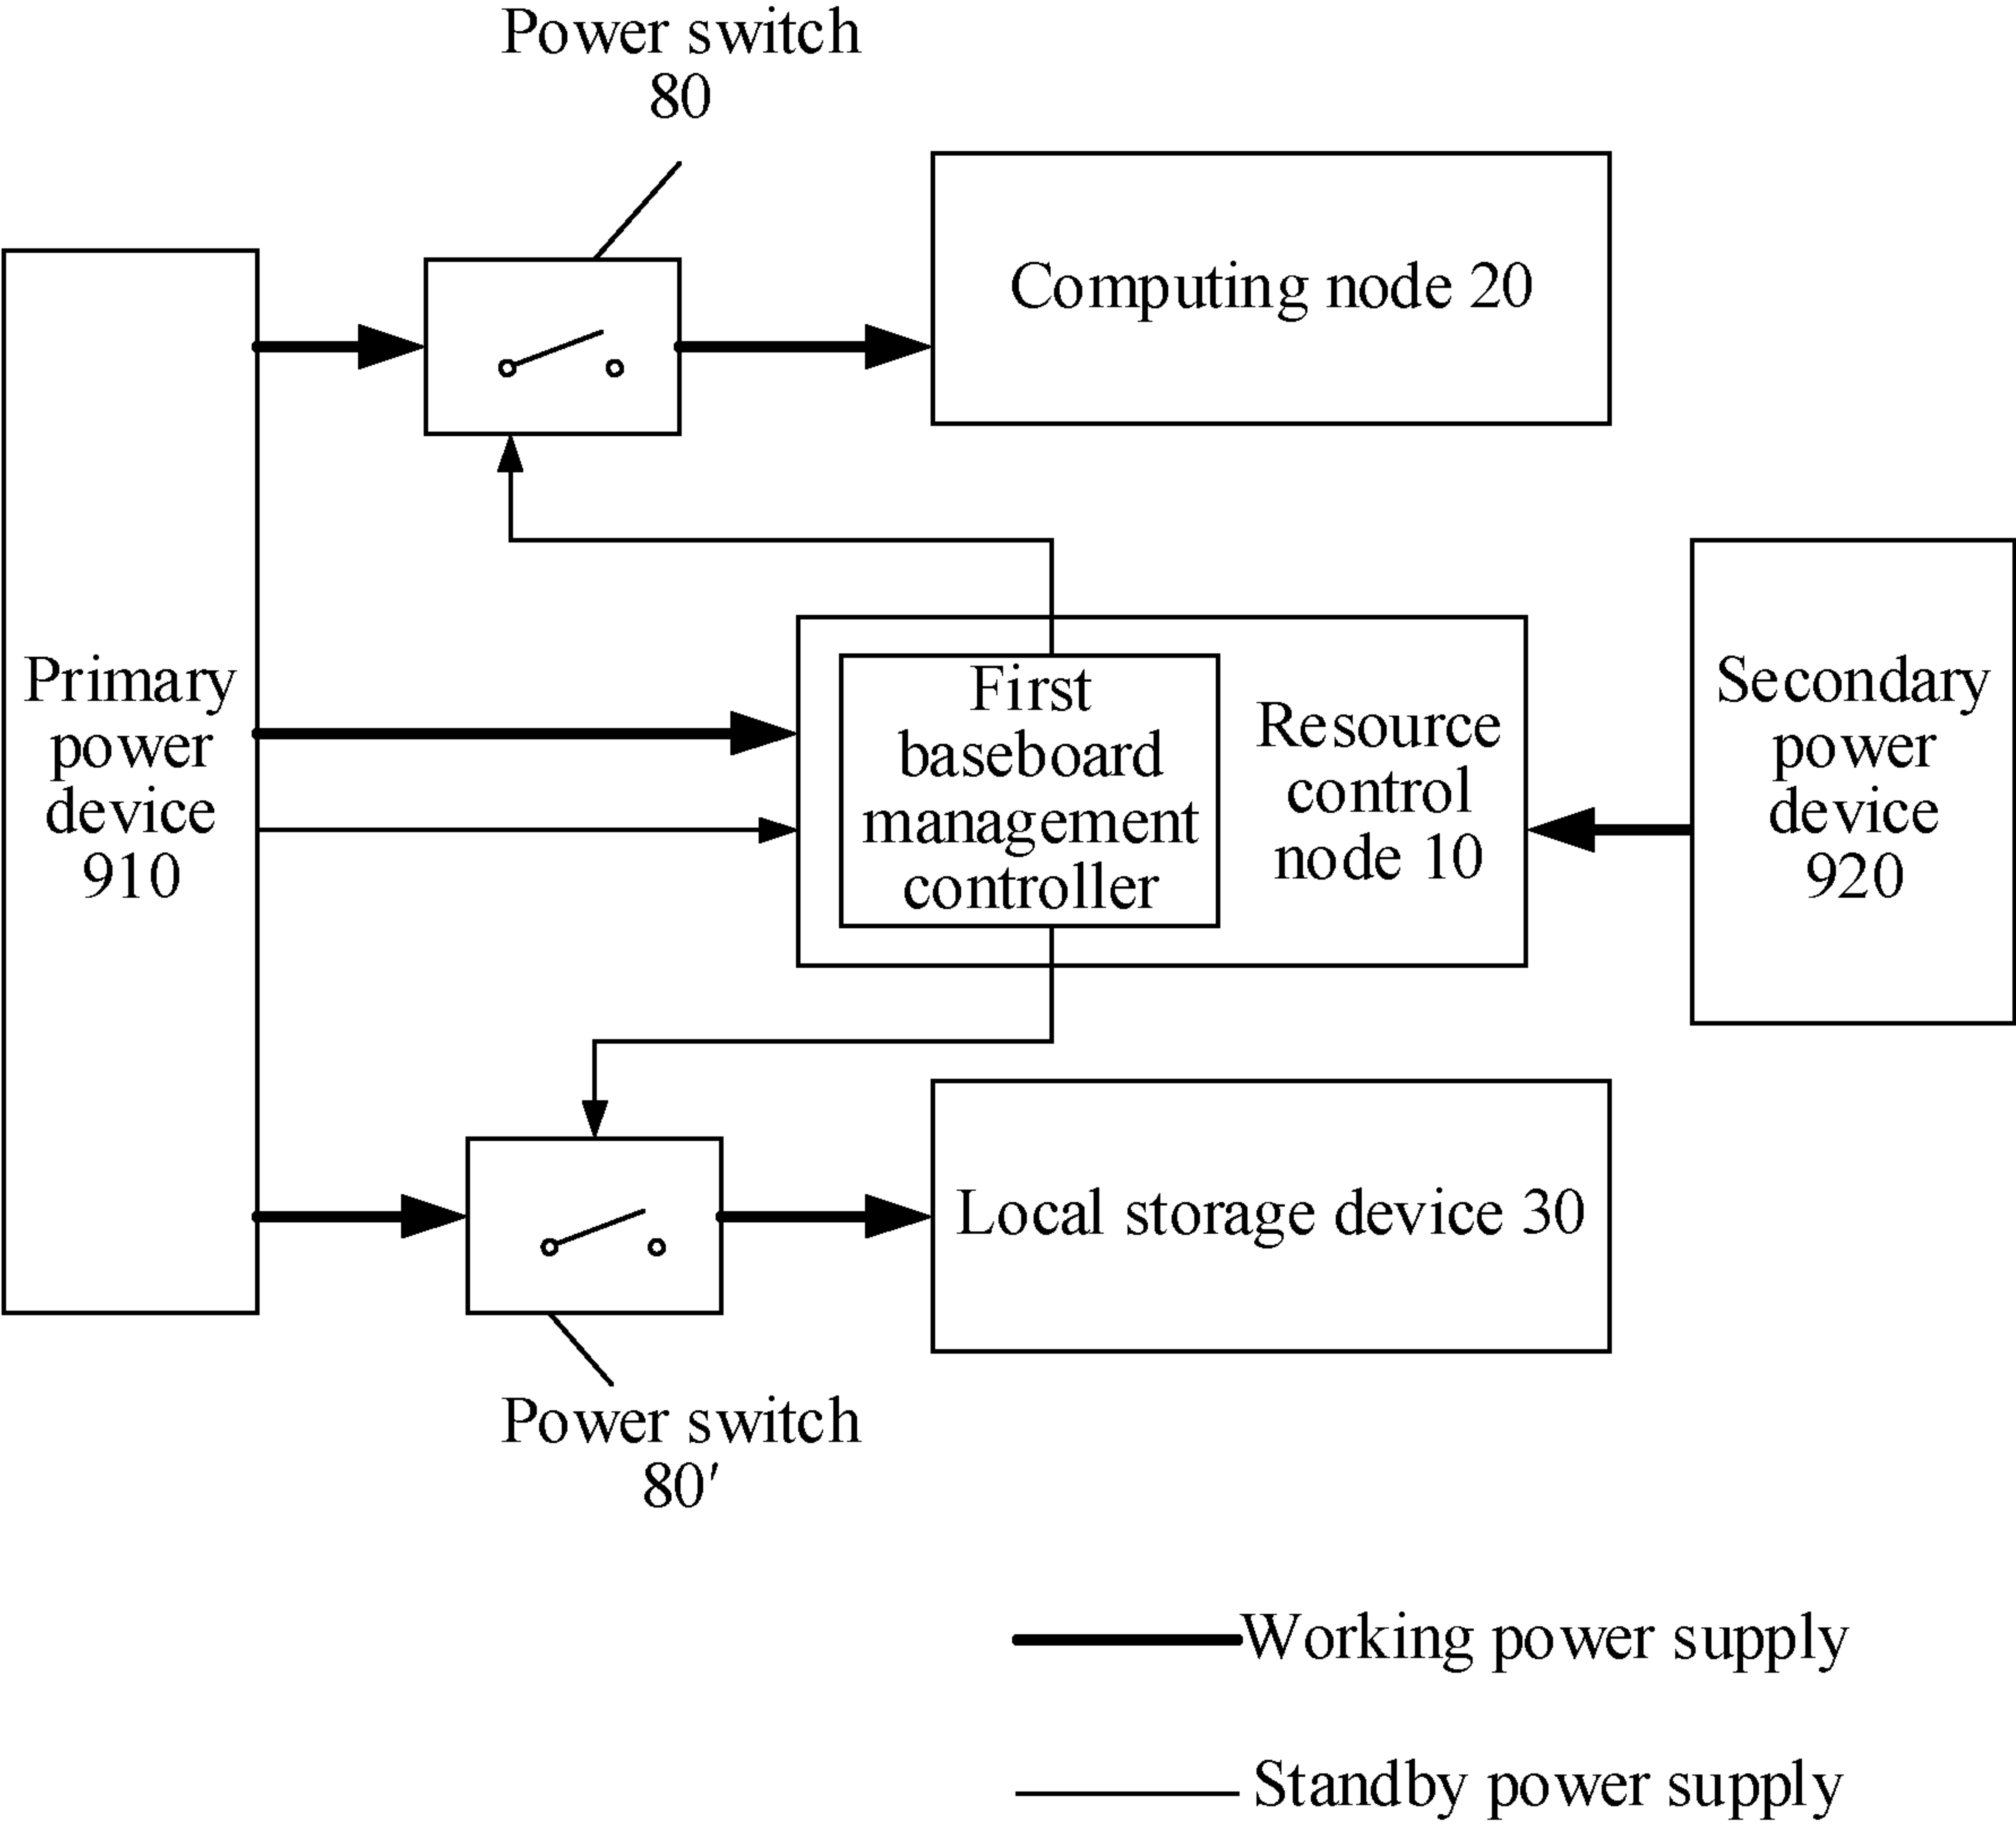 Power switch
80
Computing node 20
Primary
power
device
910
First
baseboard
management
controller
Resource
control
node 10
Secondary
power
device
920
Local storage device 30
Power switch
80′
Working power supply
Standby power supply